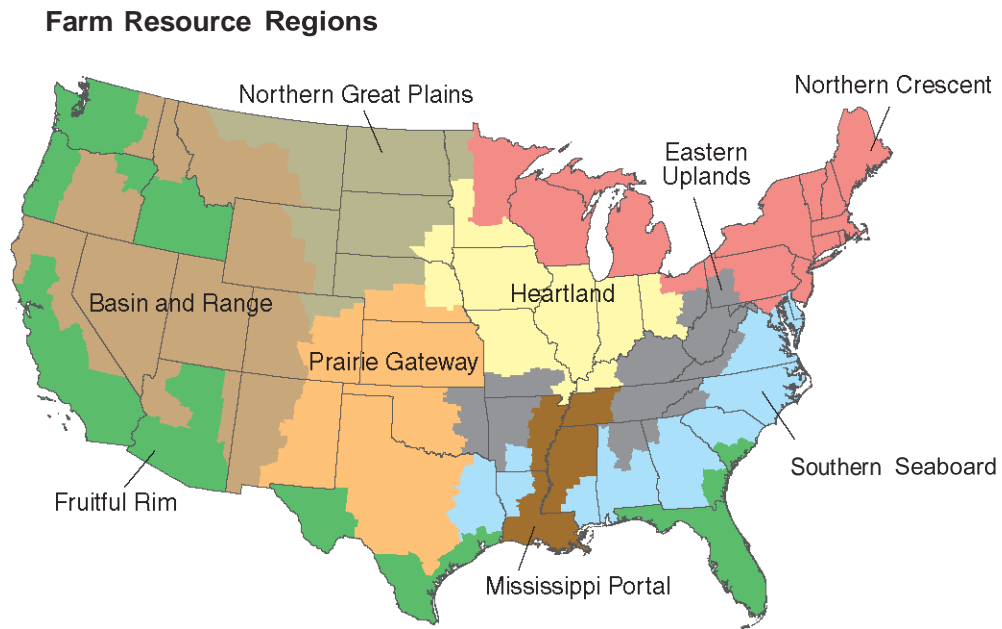 Farm Resource Regions
Northern Crescent
Northern Great Plains
Eastern
Uplands
Heartland
Basin and Range
Prairie Gateway
Southern Seaboard
Fruitful Rim
Mississippi Portal